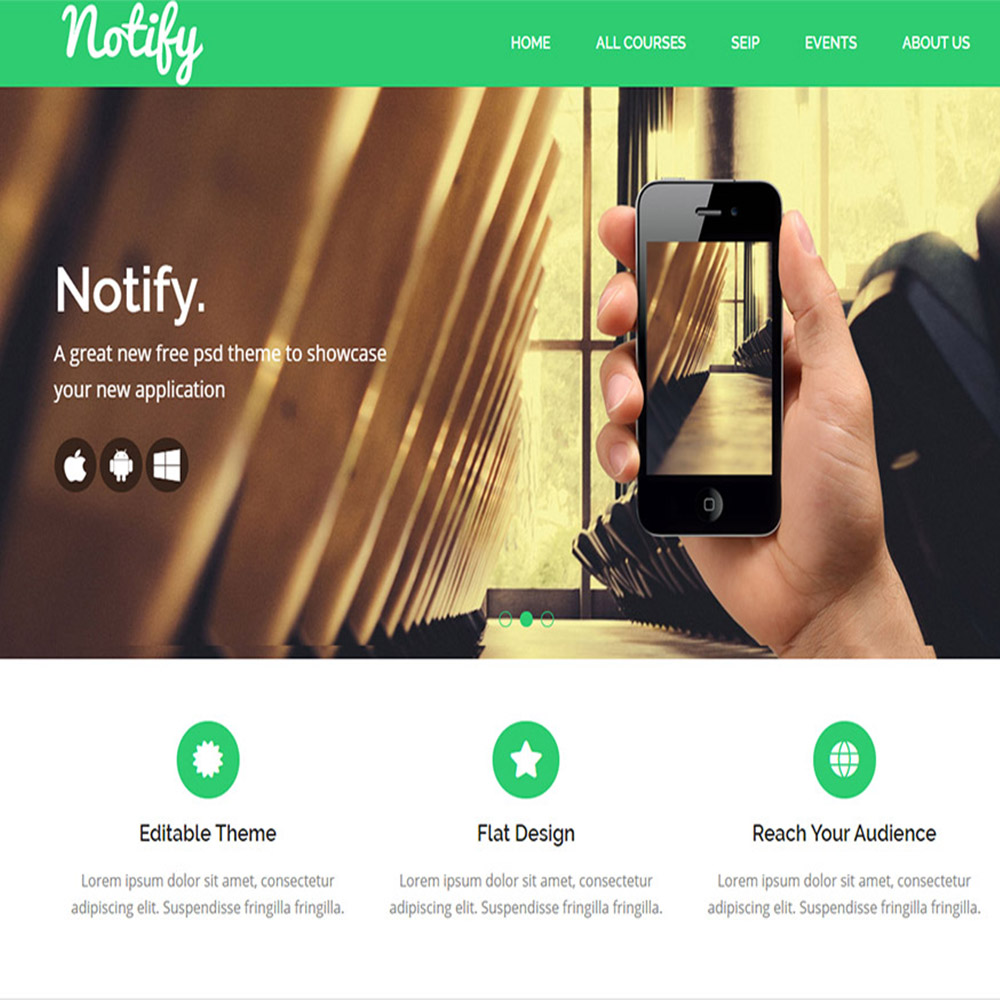 Notify
HOME ALL COURSES SEIP EVENTS ABOUT US
Notify.
A great new free psd theme to showcase
your new application
Editable Theme
Lorem ipsum dolor sit amet, consectetur
adipiscing elit. Suspendisse fringilla fringilla.
Flat Design
Lorem ipsum dolor sit amet, consectetur
adipiscing elit. Suspendisse fringilla fringilla.
Reach Your Audience
Lorem ipsum dolor sit amet, consectetur
adipiscing elit. Suspendisse fringilla fringilla.